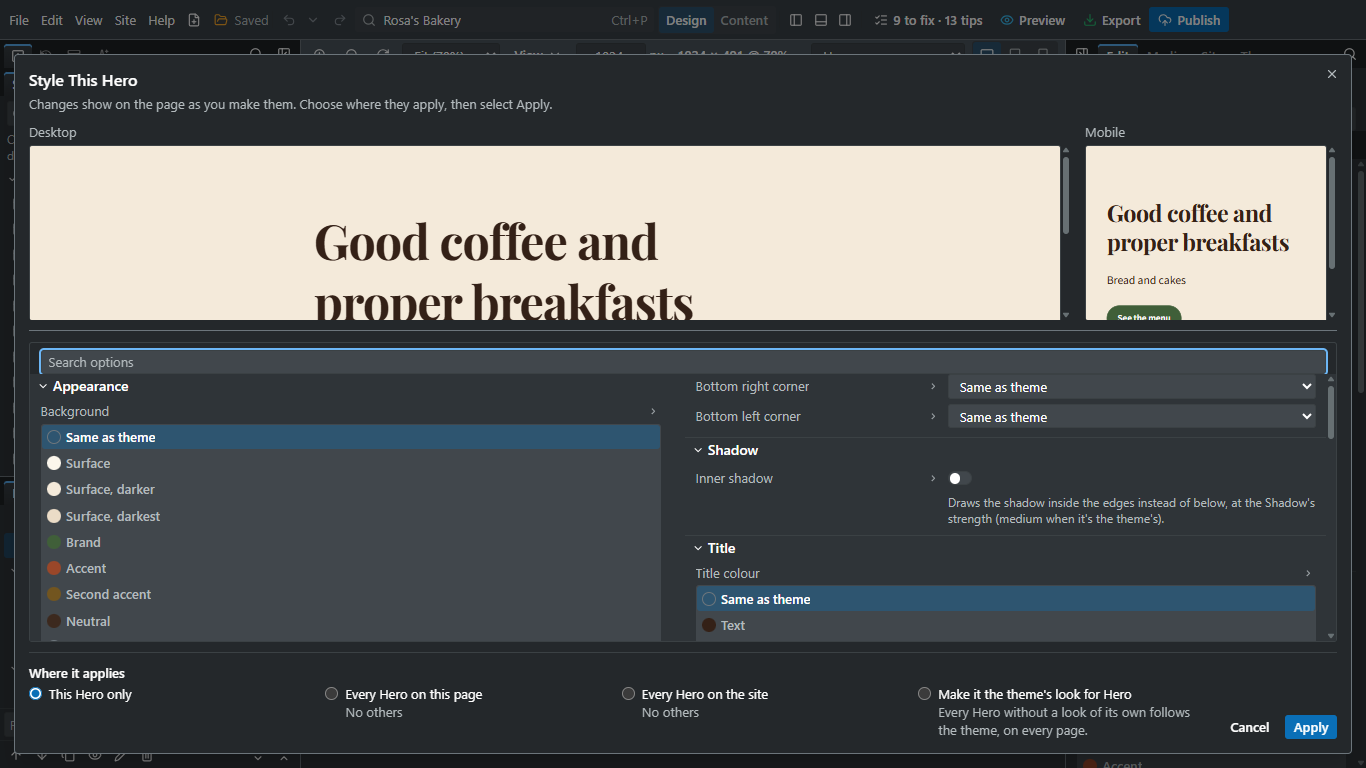 File Edit View Site Help Saved Rosa's Bakery Ctrl+P Design Content 9 to fix · 13 tips Preview Export Publish
Style This Hero
Changes show on the page as you make them. Choose where they apply, then select Apply.
Desktop
Mobile
Good coffee and
proper breakfasts
Good coffee and
proper breakfasts
Bread and cakes
See the menu
Search options
Appearance
Background
Same as theme
Surface
Surface, darker
Surface, darkest
Brand
Accent
Second accent
Neutral
Bottom right corner Same as theme
Bottom left corner Same as theme
Shadow
Inner shadow
Draws the shadow inside the edges instead of below, at the Shadow's
strength (medium when it's the theme's).
Title
Title colour
Same as theme
Text
Where it applies
This Hero only
Every Hero on this page
No others
Every Hero on the site
No others
Make it the theme's look for Hero
Every Hero without a look of its own follows
the theme, on every page.
Cancel Apply
Accent